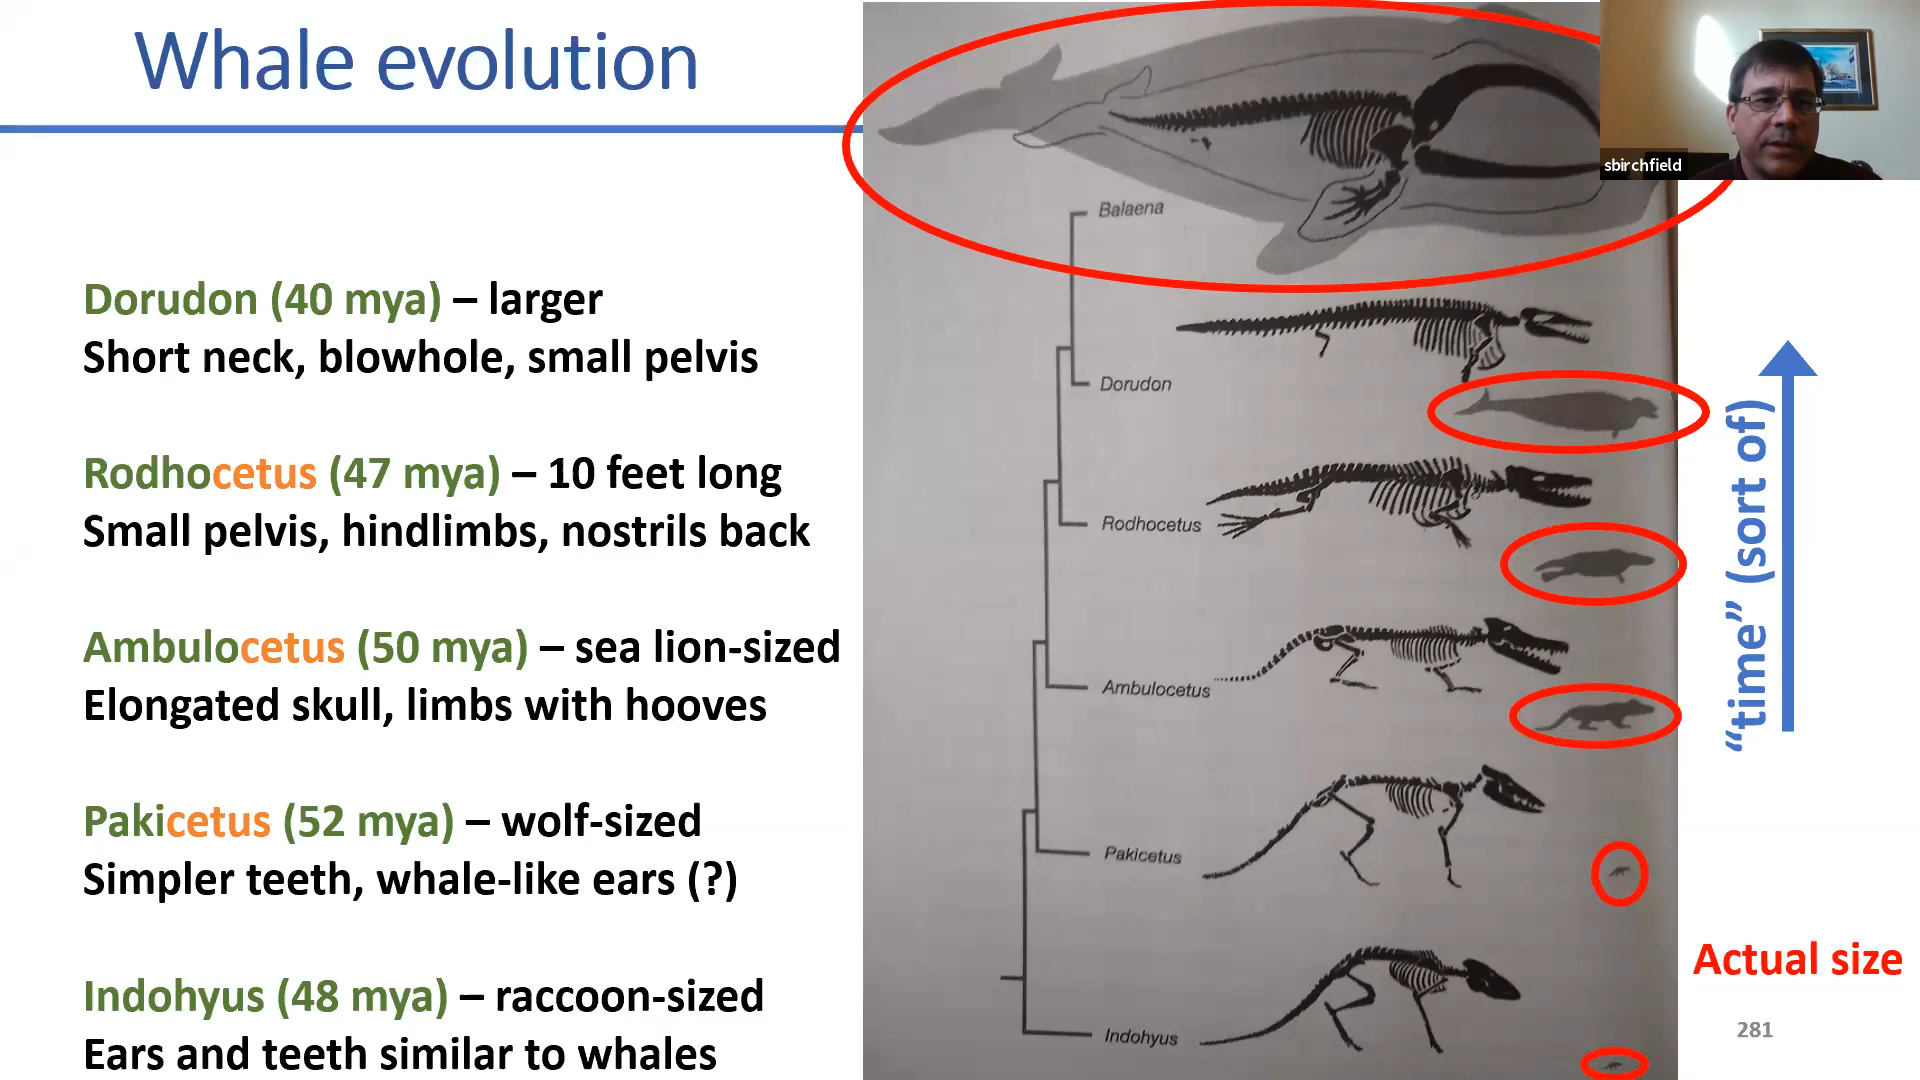 Whale evolution
sbirchfield
Balaena
Dorudon (40 mya) – larger
Short neck, blowhole, small pelvis
Dorudon
Rodhocetus (47 mya) – 10 feet long
Small pelvis, hindlimbs, nostrils back
Rodhocetus
Ambulocetus (50 mya) – sea lion-sized
Elongated skull, limbs with hooves
Ambulocetus
Pakicetus (52 mya) – wolf-sized
Simpler teeth, whale-like ears (?)
Pakicetus
Indohyus (48 mya) – raccoon-sized
Ears and teeth similar to whales
Indohyus
“time” (sort of)
Actual size
281